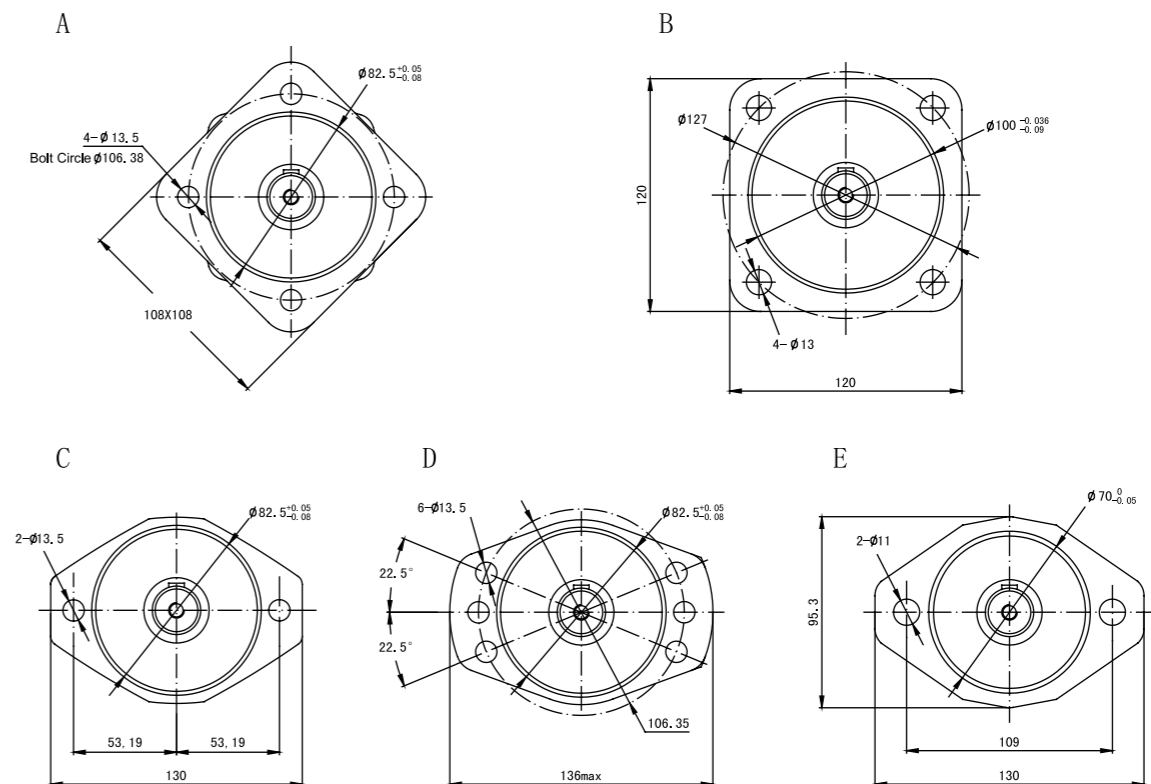 A
Ø82.5 +0.05 -0.08
4-Ø13.5
Bolt Circle Ø106.38
108X108
B
Ø127
Ø100 -0.036 -0.09
120
4-Ø13
120
C
Ø82.5 +0.05 -0.08
2-Ø13.5
53,19 53,19
130
D
6-Ø13.5
Ø82.5 +0.05 -0.08
22.5°
22.5°
106.35
136max
E
Ø70 0 -0.05
2-Ø11
95.3
109
130